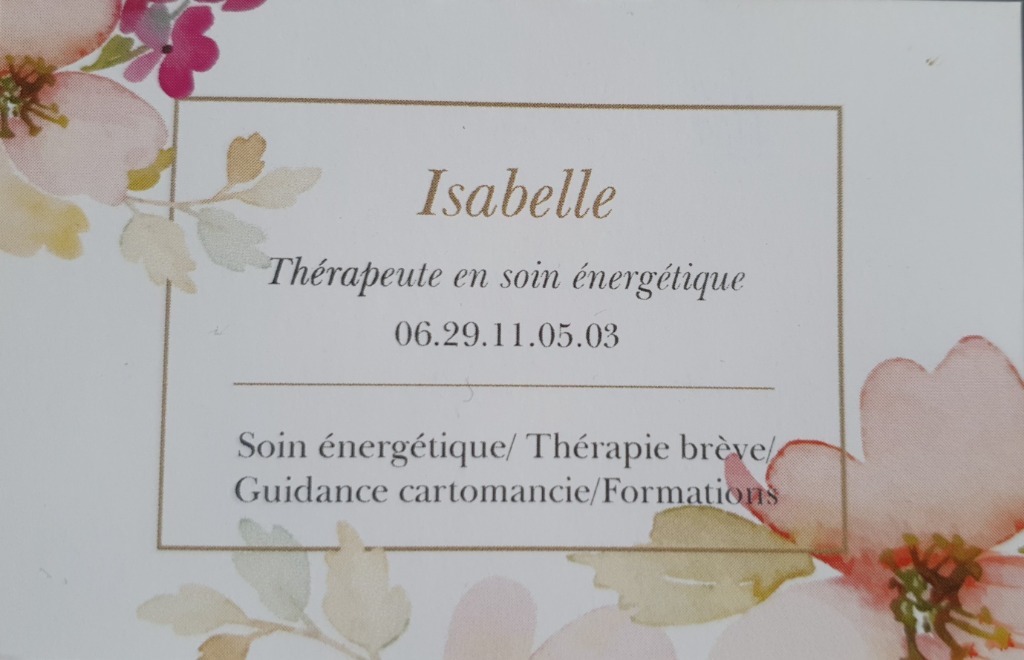 Isabelle
Thérapeute en soin énergétique
06.29.11.05.03
Soin énergétique/ Thérapie brève/
Guidance cartomancie/Formations